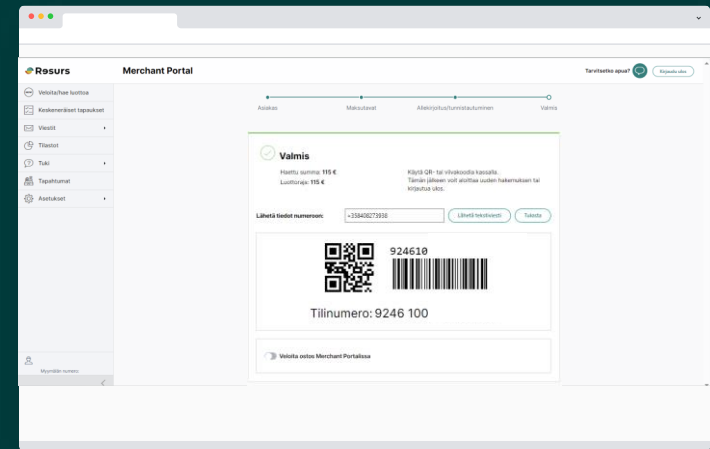 Resurs
Merchant Portal
Tarvitsetko apua?
Kirjaudu ulos
Veloita/hae luottoa
Keskeneräiset tapaukset
Viestit
Tilastot
Tuki
Tapahtumat
Asetukset
Myymälän numero
Asiakas
Maksutavat
Allekirjoitus/tunnistautuminen
Valmis
Valmis
Haettu summa: 115 €
Luottoraja: 115 €
Käytä QR- tai viivakoodia kassalla.
Tämän jälkeen voit aloittaa uuden hakemuksen tai
kirjautua ulos.
Lähetä tiedot numeroon:
+358408273938
Lähetä tekstiviesti
Tulosta
924610
Tilinumero: 9246 100
Veloita ostos Merchant Portalissa